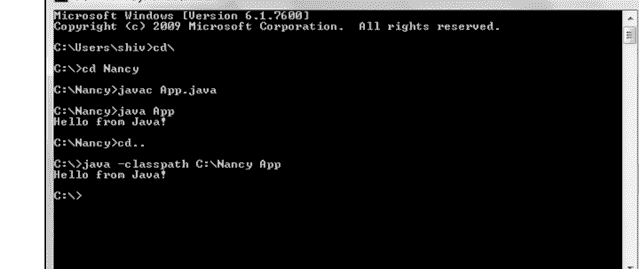 Microsoft Windows [Version 6.1.7600]
Copyright (c) 2009 Microsoft Corporation.  All rights reserved.
C:\Users\shiv>cd\
C:\>cd Nancy
C:\Nancy>javac App.java
C:\Nancy>java App
Hello from Java!
C:\Nancy>cd..
C:\>java -classpath C:\Nancy App
Hello from Java!
C:\>